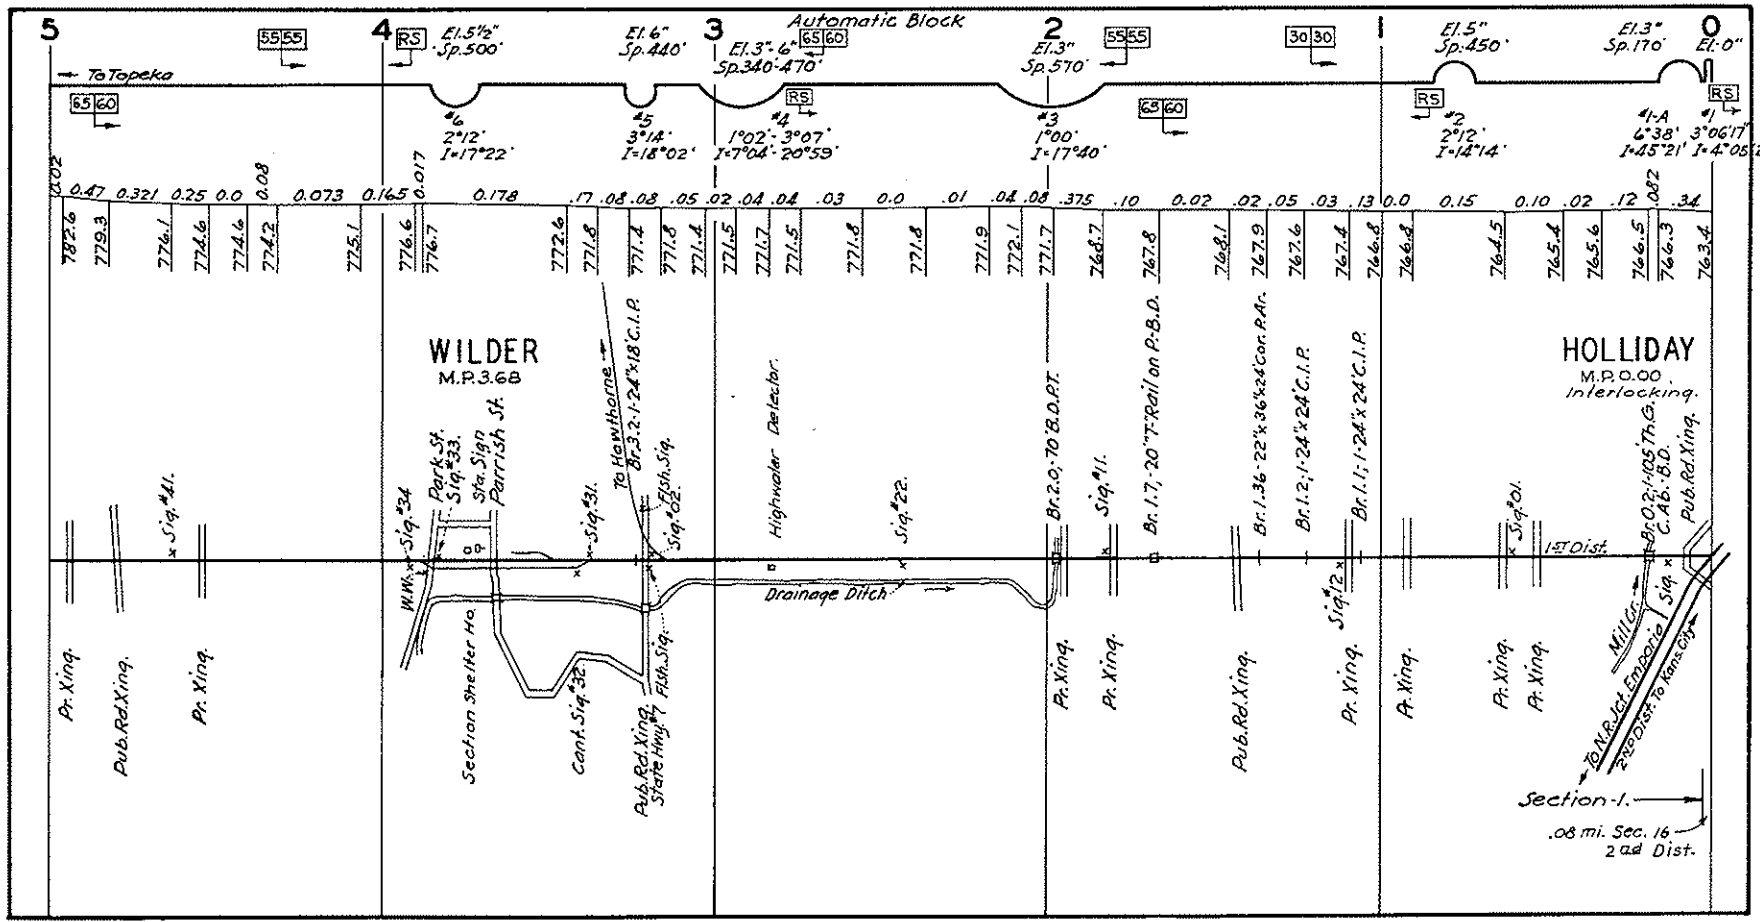 5
4
3
2
1
0
Automatic Block
55 55
RS
El.5½"
Sp.500'
El.6"
Sp.440'
El.3"-6"
Sp.340'-470'
65 60
El.3"
Sp.570'
55 55
30 30
El.5"
Sp.450'
El.3"
Sp.170'
El.-0"
← To Topeka
65 60
RS
65 60
RS
RS
#6
2°12'
I=17°22'
#5
3°14'
I=18°02'
#4
1°02'-3°07'
I=7°04'-20°59'
#3
1°00'
I=17°40'
#2
2°12'
I=14°14'
#1-A
6°38'
I=45°21'
#1
3°06'17"
0.02 0.47 0.321 0.25 0.0 0.08 0.073 0.165 0.017 0.178 .17 .08 .08 .05 .02 .04 .04 .03 0.0 .01 .04 .08 .375 .10 0.02 .02 .05 .03 .13 0.0 0.15 0.10 .02 .12 .082 .34
782.6 779.3 776.1 774.6 774.6 774.2 775.1 776.6 776.7 772.6 771.8 771.4 771.8 771.4 771.5 771.7 771.5 771.8 771.8 771.9 772.1 771.7 768.7 767.8 768.1 767.9 767.6 767.4 766.8 766.8 764.5 765.4 765.6 766.5 766.3 763.4
WILDER
M.P.3.68
HOLLIDAY
M.P.0.00
Interlocking.
Sig.#41.
W.W.
Sig.#34
Park St.
Sig.#33.
Sta. Sign
Parrish St.
Sig.#31.
To Hawthorne →
Br.3.2-1-24"x18'C.I.P.
Flsh.Sig.
Sig.#02.
Highwater Detector.
Sig.#22.
Br.2.0;-70'B.D.P.T.
Sig.#11.
Br.1.7;-20"T-Rail on P.-B.D.
Br.1.36-22"x36"x24'Cor.P.Ar.
Br.1.2;1-24"x24'C.I.P.
Br.1.1;1-24"x24'C.I.P.
Sig.#01.
1ST Dist.
Br.0.2;1-105'Th.G.
C.Ab.-B.D.
Pub.Rd.Xing.
Drainage Ditch
Pr.Xing.
Pub.Rd.Xing.
Pr.Xing.
Section Shelter Ho.
Cant.Sig.#32.
Pub.Rd.Xing.
State Hwy.#7
Flsh.Sig.
Pr.Xing.
Pr.Xing.
Pub.Rd.Xing.
Sig.#12.
Pr.Xing.
Pr.Xing.
Pr.Xing.
Pr.Xing.
Mill Cr.
Sig.
To N.R.Jct. Emporia
2ND Dist. To Kans.City
Section-1.
.08 mi. Sec. 16
2nd Dist.